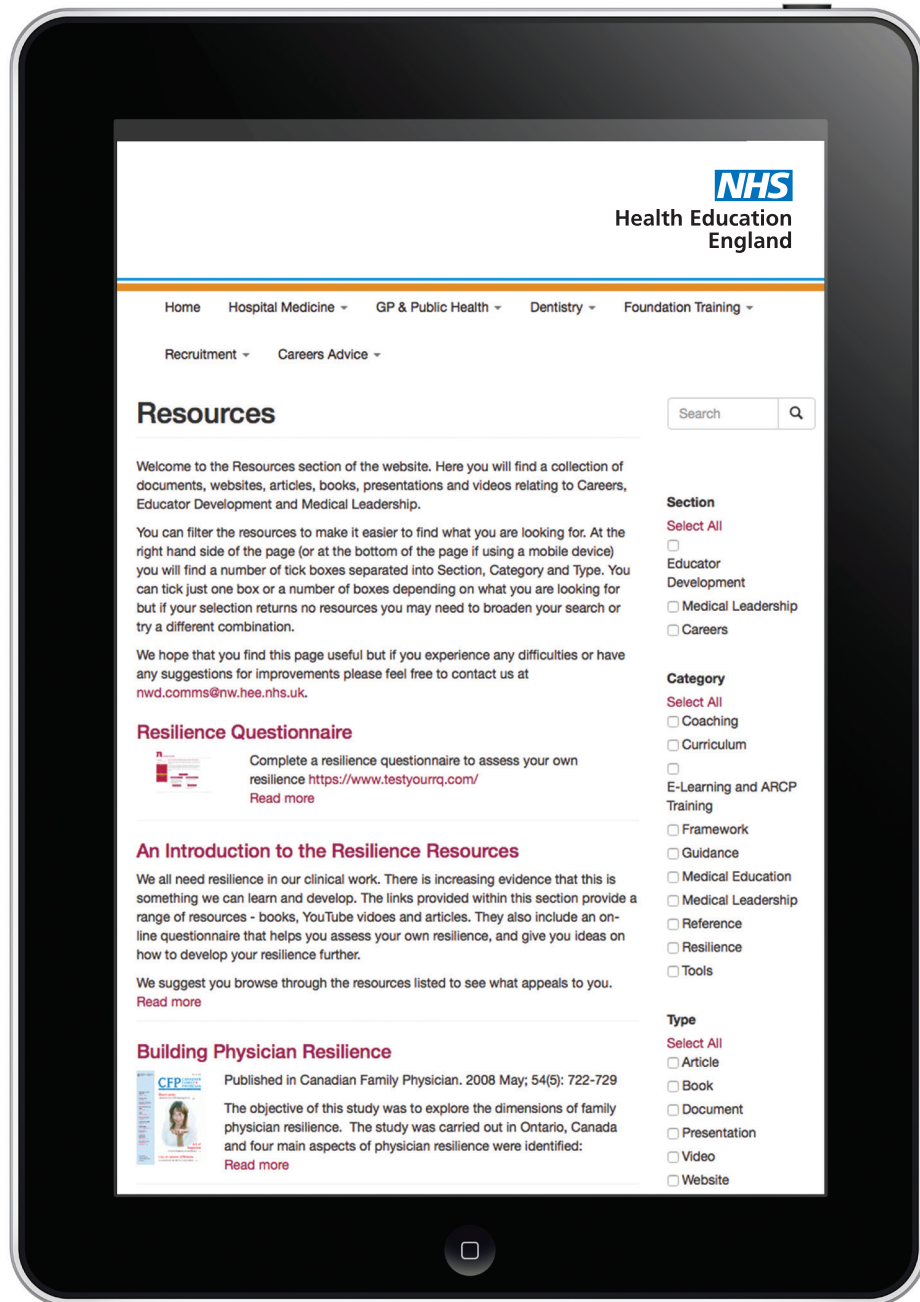 NHS
Health Education
England
Home Hospital Medicine GP & Public Health Dentistry Foundation Training
Recruitment Careers Advice
Resources
Welcome to the Resources section of the website. Here you will find a collection of
documents, websites, articles, books, presentations and videos relating to Careers,
Educator Development and Medical Leadership.
You can filter the resources to make it easier to find what you are looking for. At the
right hand side of the page (or at the bottom of the page if using a mobile device)
you will find a number of tick boxes separated into Section, Category and Type. You
can tick just one box or a number of boxes depending on what you are looking for
but if your selection returns no resources you may need to broaden your search or
try a different combination.
We hope that you find this page useful but if you experience any difficulties or have
any suggestions for improvements please feel free to contact us at
nwd.comms@nw.hee.nhs.uk.
Resilience Questionnaire
Complete a resilience questionnaire to assess your own
resilience https://www.testyourrq.com/
Read more
An Introduction to the Resilience Resources
We all need resilience in our clinical work. There is increasing evidence that this is
something we can learn and develop. The links provided within this section provide a
range of resources - books, YouTube vidoes and articles. They also include an on-
line questionnaire that helps you assess your own resilience, and give you ideas on
how to develop your resilience further.
We suggest you browse through the resources listed to see what appeals to you.
Read more
Building Physician Resilience
CFP
Published in Canadian Family Physician. 2008 May; 54(5): 722-729
The objective of this study was to explore the dimensions of family
physician resilience. The study was carried out in Ontario, Canada
and four main aspects of physician resilience were identified:
Read more
Search
Section
Select All
Educator
Development
Medical Leadership
Careers
Category
Select All
Coaching
Curriculum
E-Learning and ARCP
Training
Framework
Guidance
Medical Education
Medical Leadership
Reference
Resilience
Tools
Type
Select All
Article
Book
Document
Presentation
Video
Website